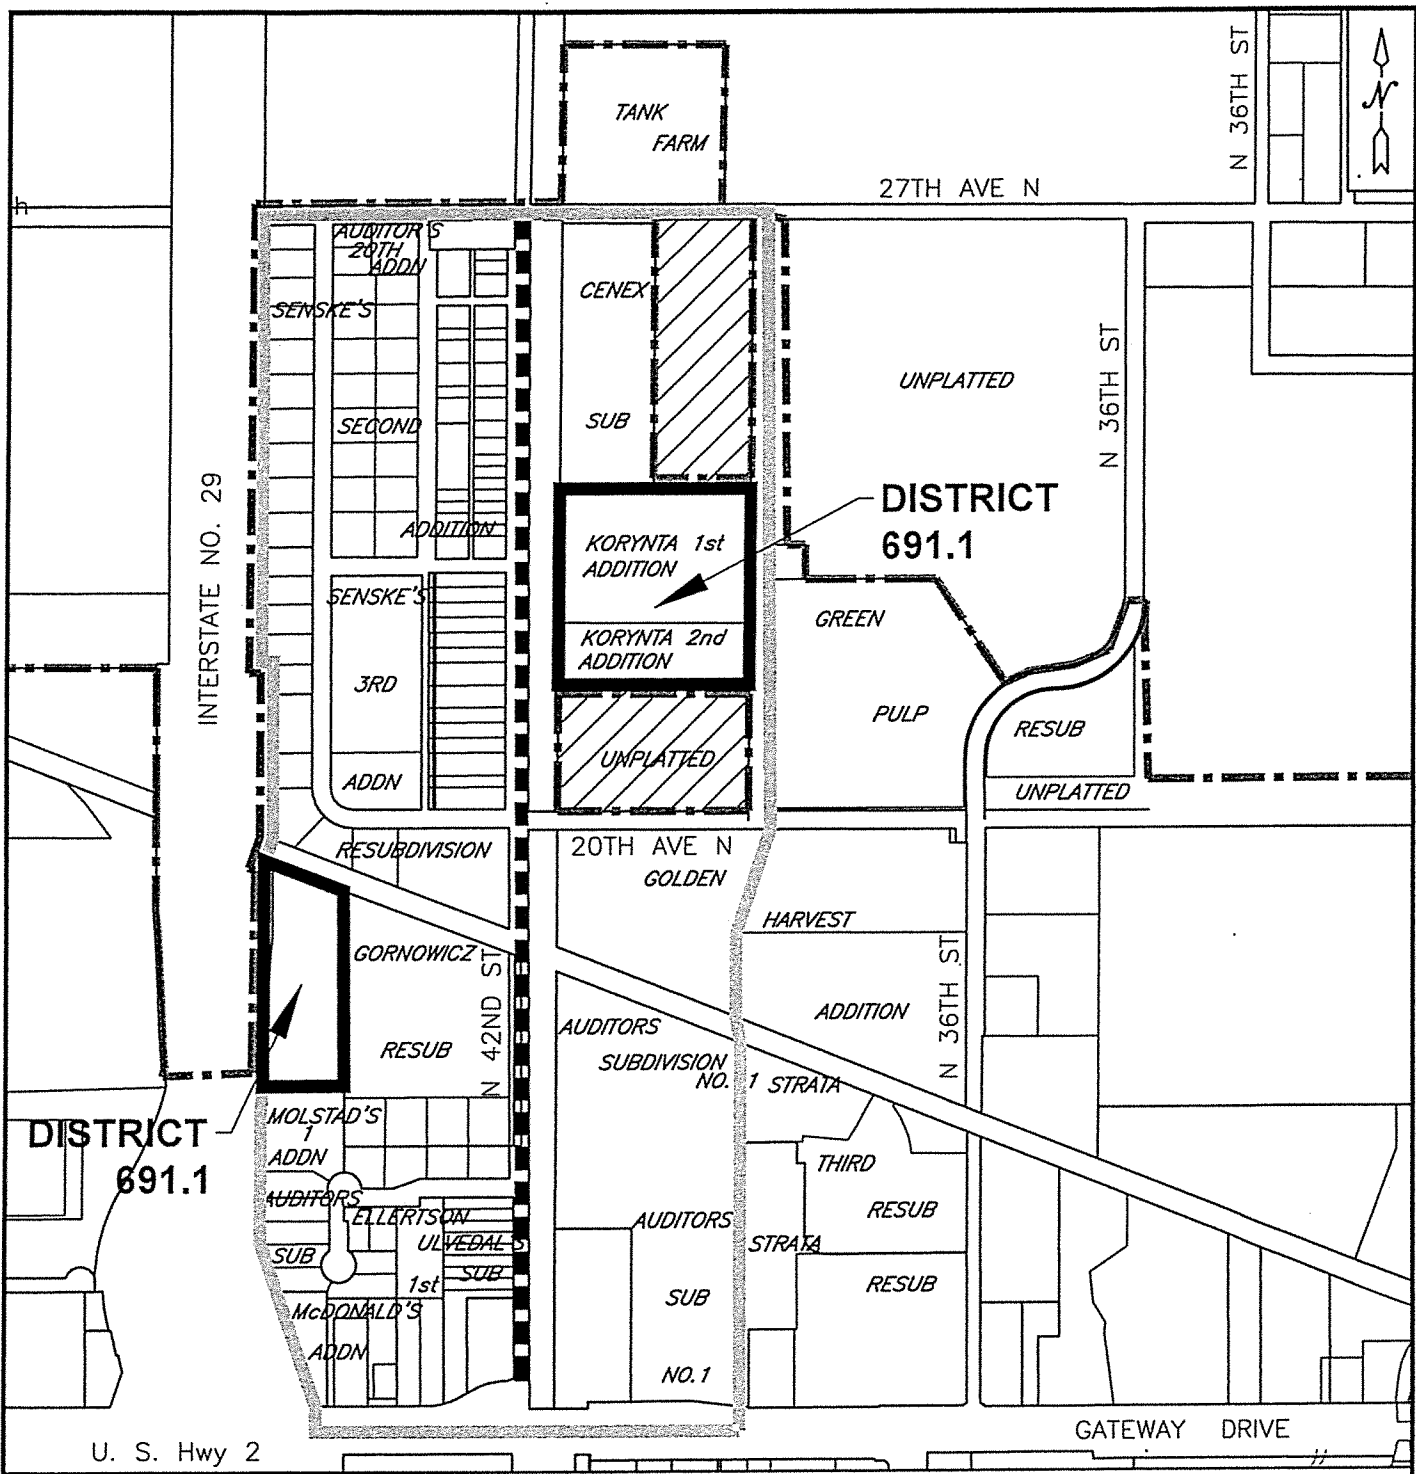 N 36TH ST
N
TANK
FARM
27TH AVE N
h
AUDITOR'S
20TH
ADDN
CENEX
SENSKE'S
N 36TH ST
UNPLATTED
SUB
SECOND
INTERSTATE NO. 29
DISTRICT
691.1
ADDITION
KORYNTA 1st
ADDITION
SENSKE'S
GREEN
KORYNTA 2nd
ADDITION
3RD
PULP
RESUB
UNPLATTED
ADDN
UNPLATTED
RESUBDIVISION
20TH AVE N
GOLDEN
HARVEST
GORNOWICZ
N 42ND ST
N 36TH ST
ADDITION
AUDITORS
RESUB
SUBDIVISION
NO. 1
STRATA
DISTRICT
691.1
MOLSTAD'S
1
ADDN
THIRD
AUDITORS
ELLERTSON
RESUB
AUDITORS
ULVEDAL'S
STRATA
SUB
1st
SUB
RESUB
SUB
McDONALD'S
ADDN
NO.1
U. S. Hwy 2
GATEWAY DRIVE